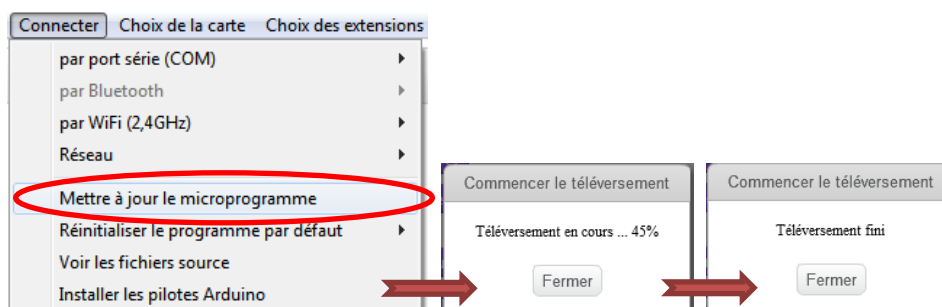 Connecter Choix de la carte Choix des extensions
par port série (COM)
par Bluetooth
par WiFi (2,4GHz)
Réseau
Mettre à jour le microprogramme
Réinitialiser le programme par défaut
Voir les fichiers source
Installer les pilotes Arduino
Commencer le téléversement
Téléversement en cours ... 45%
Fermer
Commencer le téléversement
Téléversement fini
Fermer